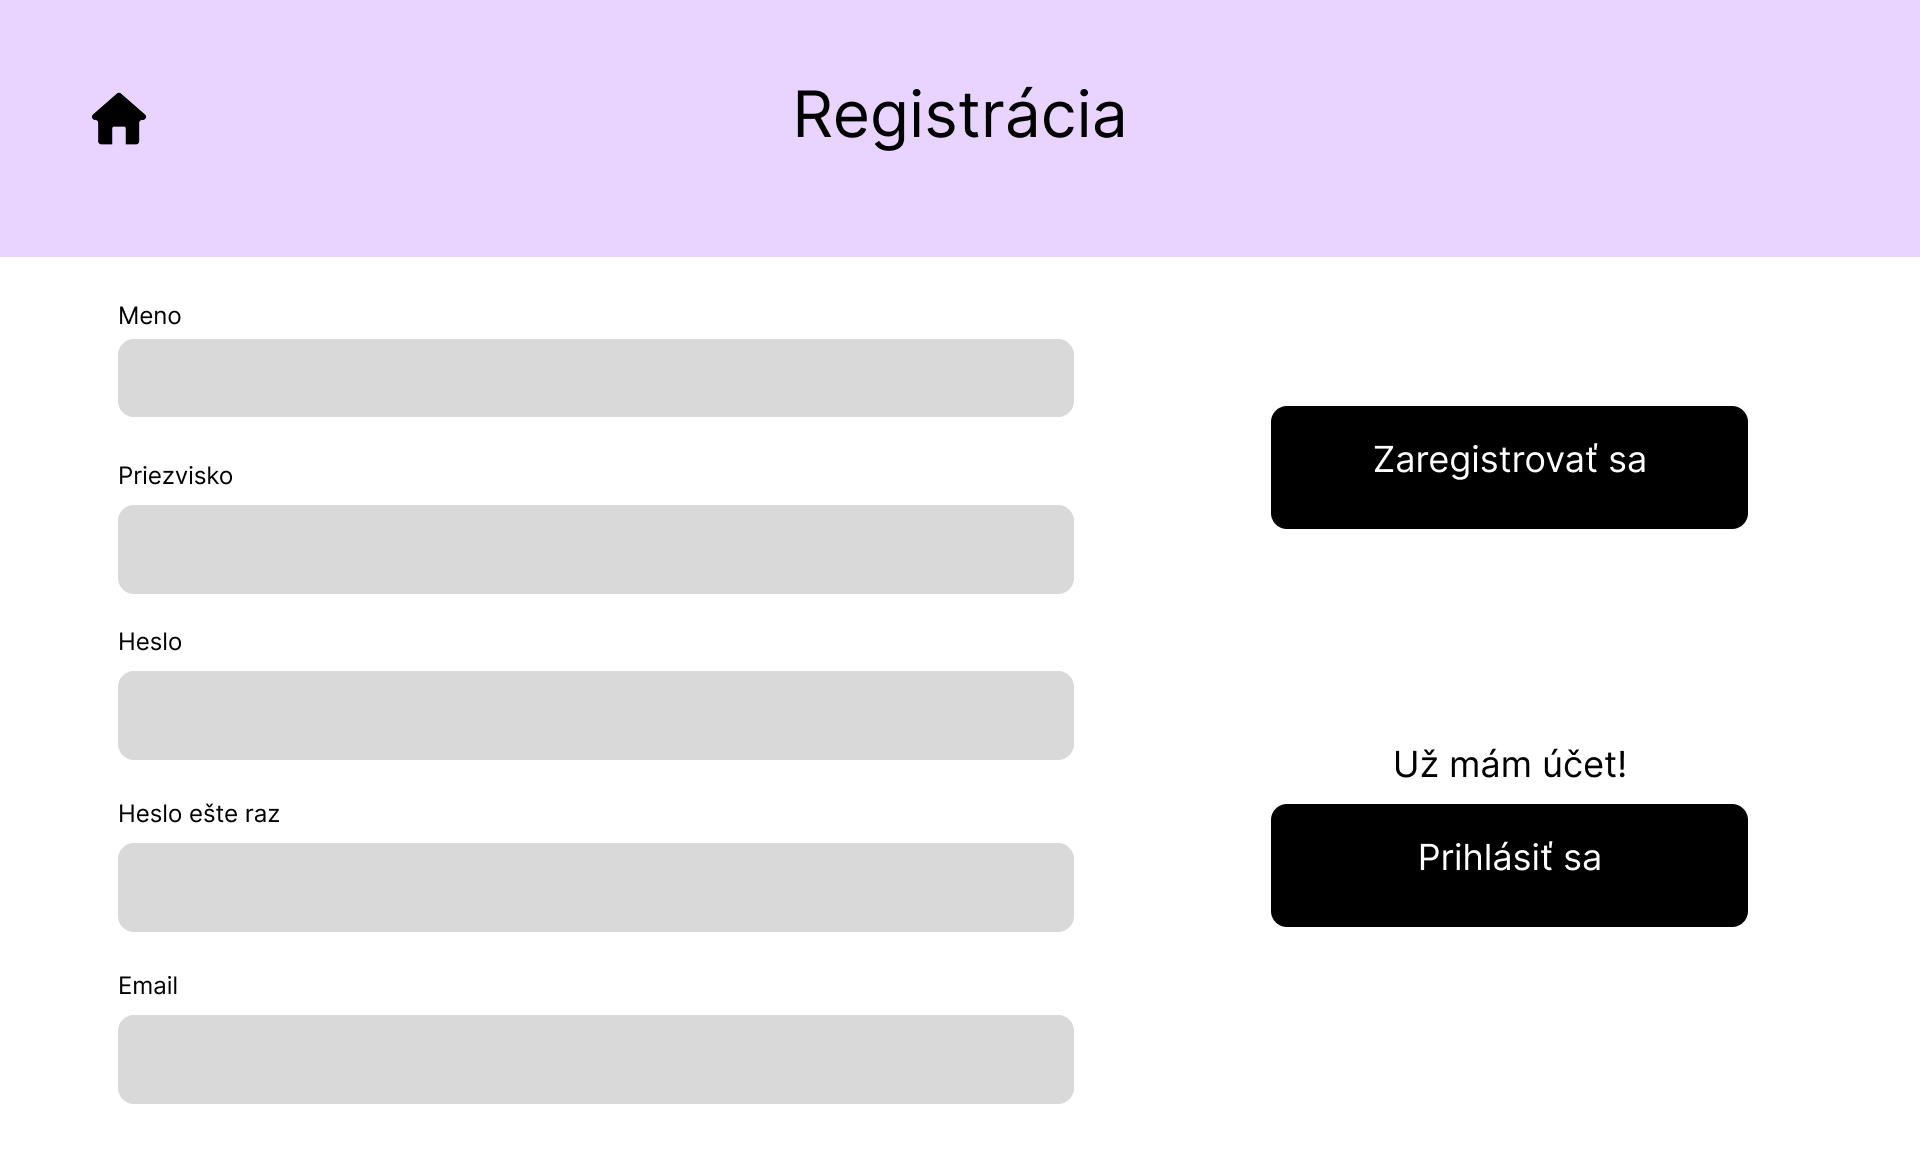 Registrácia
Meno
Priezvisko
Heslo
Heslo ešte raz
Email
Zaregistrovať sa
Už mám účet!
Prihlásiť sa